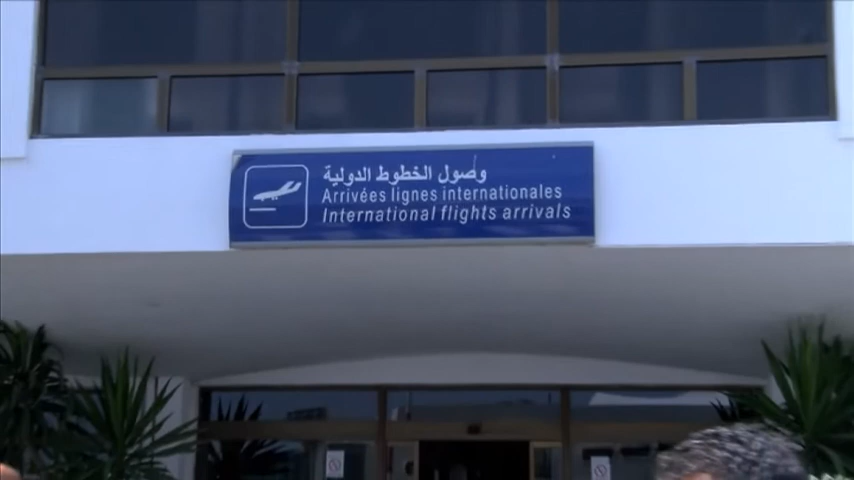 وصول الخطوط الدولية
Arrivées lignes internationales
International flights arrivals